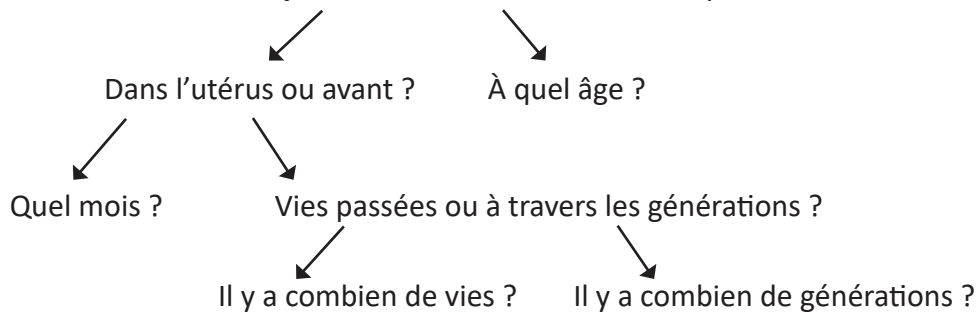 Dans l'utérus ou avant ? À quel âge ?
Quel mois ? Vies passées ou à travers les générations ?
Il y a combien de vies ? Il y a combien de générations ?